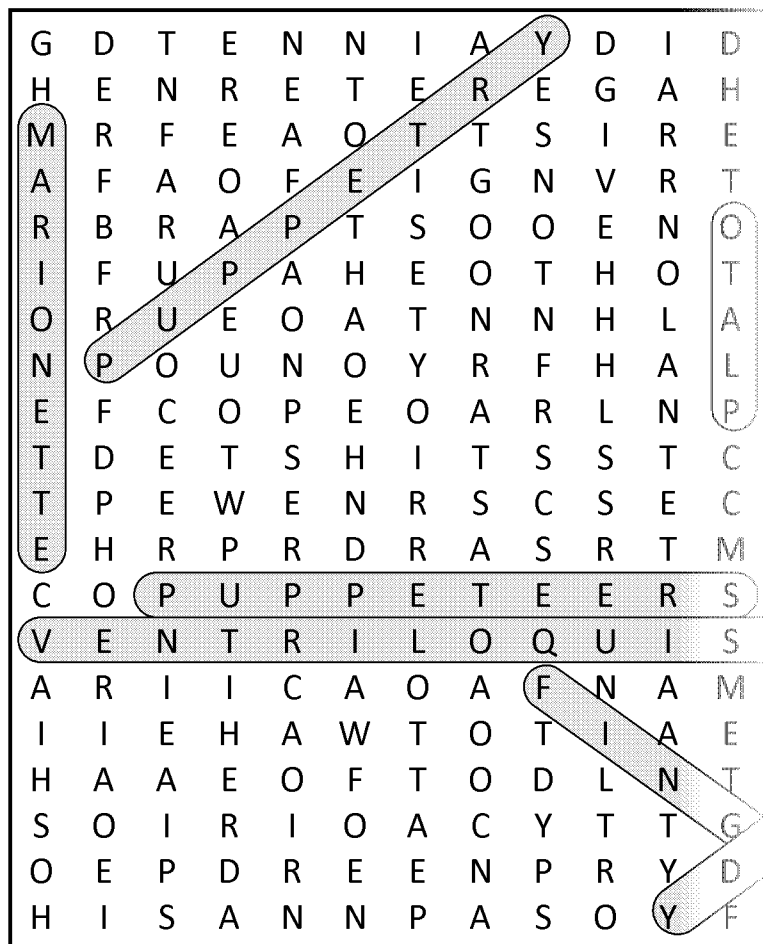 G D T E N N I A Y D I D
H E N R E T E R E G A H
M R F E A O T T S I R E
A F A O F E I G N V R T
R B R A P T S O O E N O
I F U P A H E O T H O T
O R U E O A T N N H L A
N P O U N O Y R F H A L
E F C O P E O A R L N P
T D E T S H I T S S T C
T P E W E N R S C S E C
E H R P R D R A S R T M
C O P U P P E T E E R S
V E N T R I L O Q U I S
A R I I C A O A F N A M
I I E H A W T O T I A E
H A A E O F T O D L N T
S O I R I O A C Y T T G
O E P D R E E N P R Y D
H I S A N N P A S O Y F